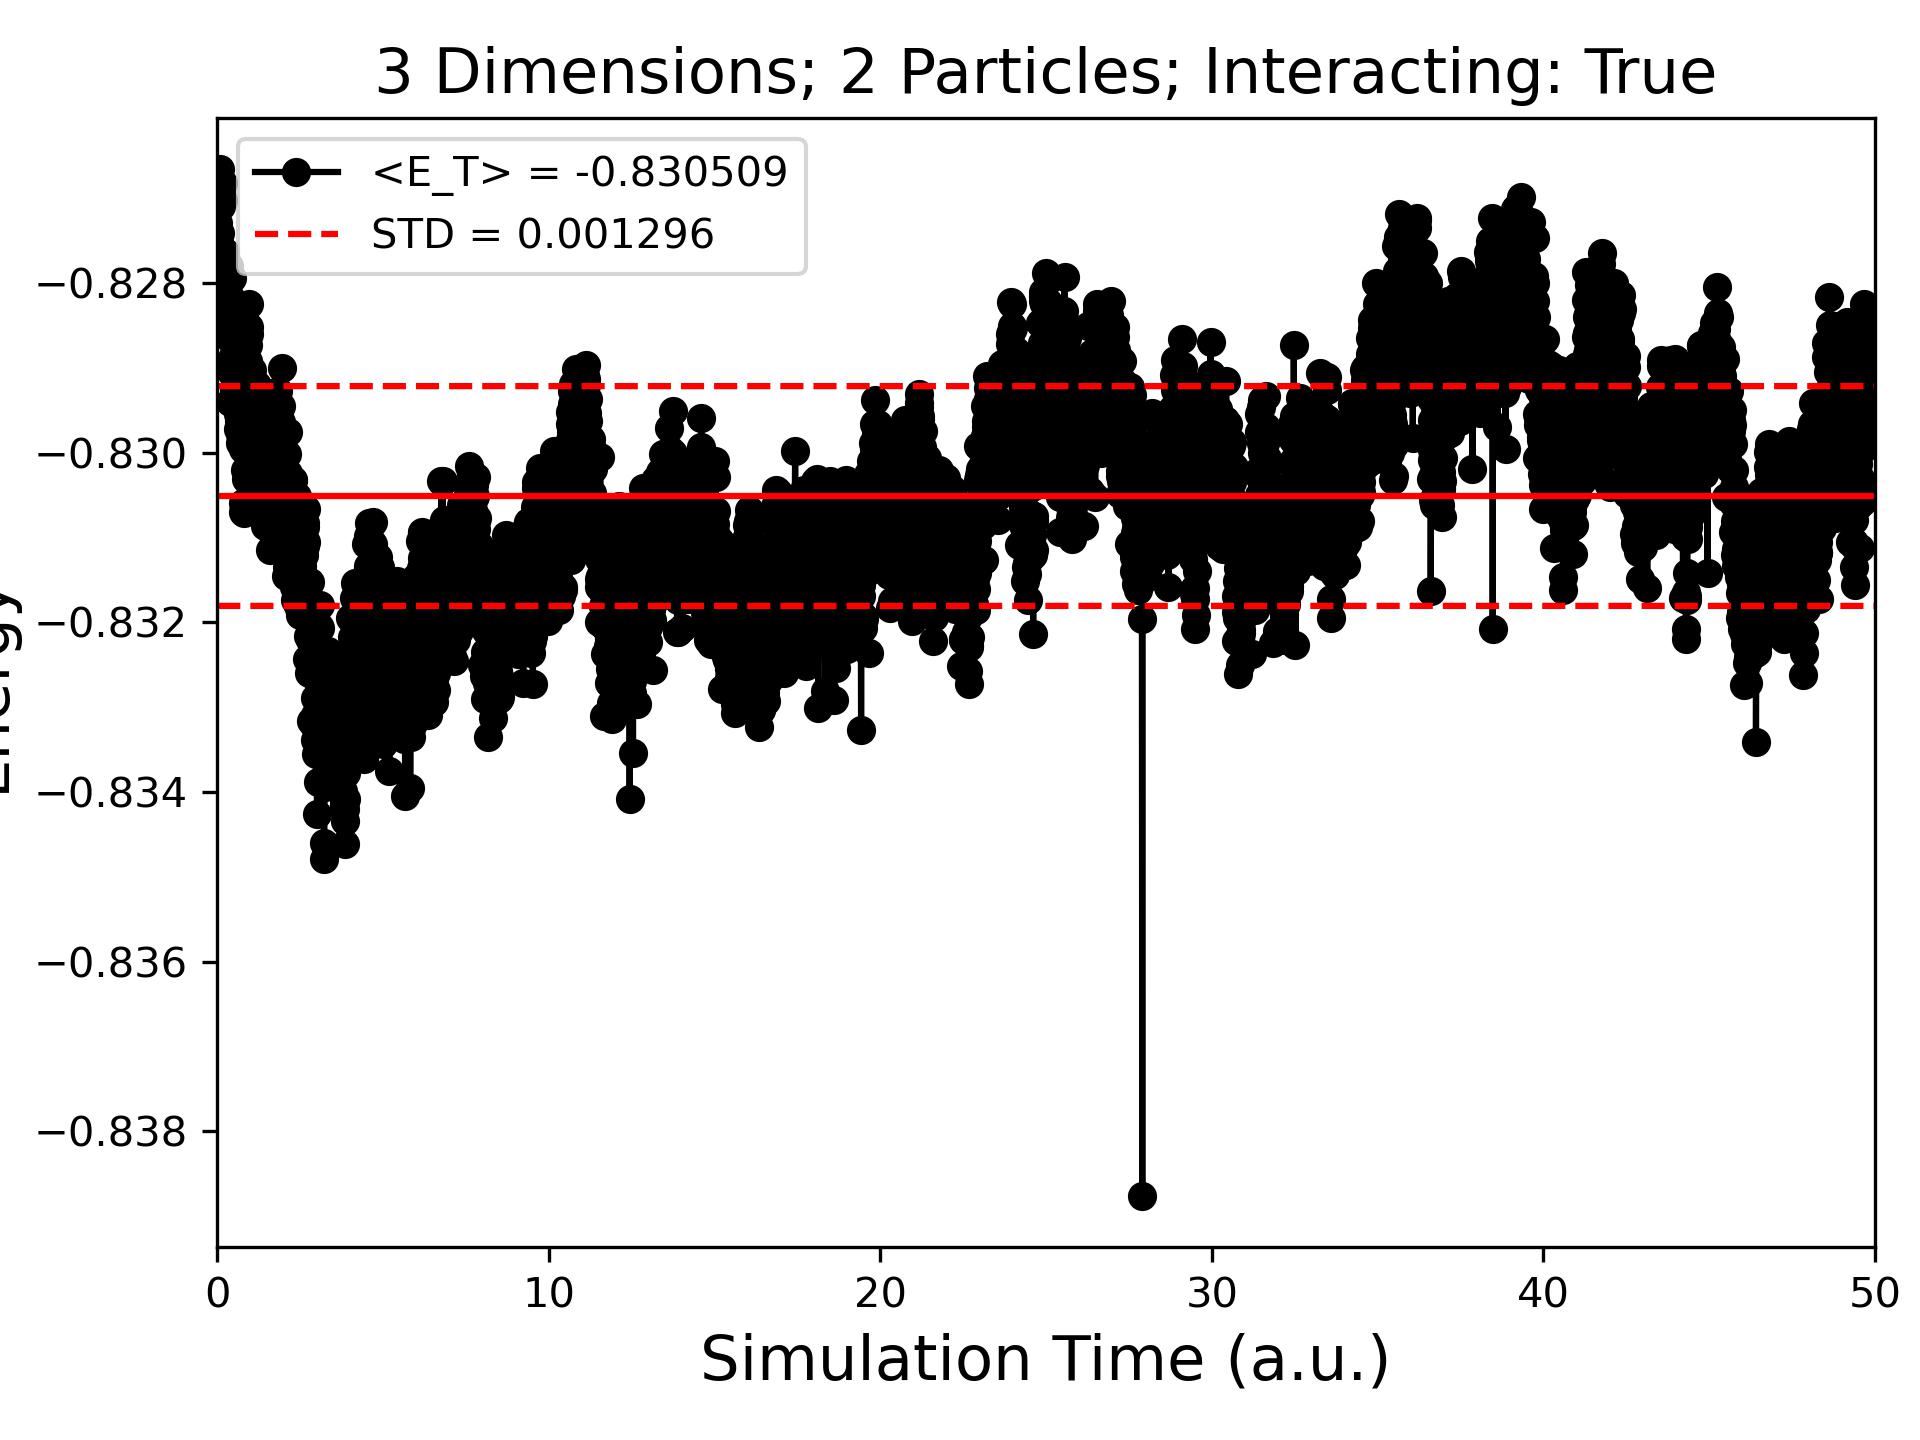 3 Dimensions; 2 Particles; Interacting: True
<E_T> = -0.830509
STD = 0.001296
−0.828
−0.830
−0.832
−0.834
−0.836
−0.838
Energy
0 10 20 30 40 50
Simulation Time (a.u.)